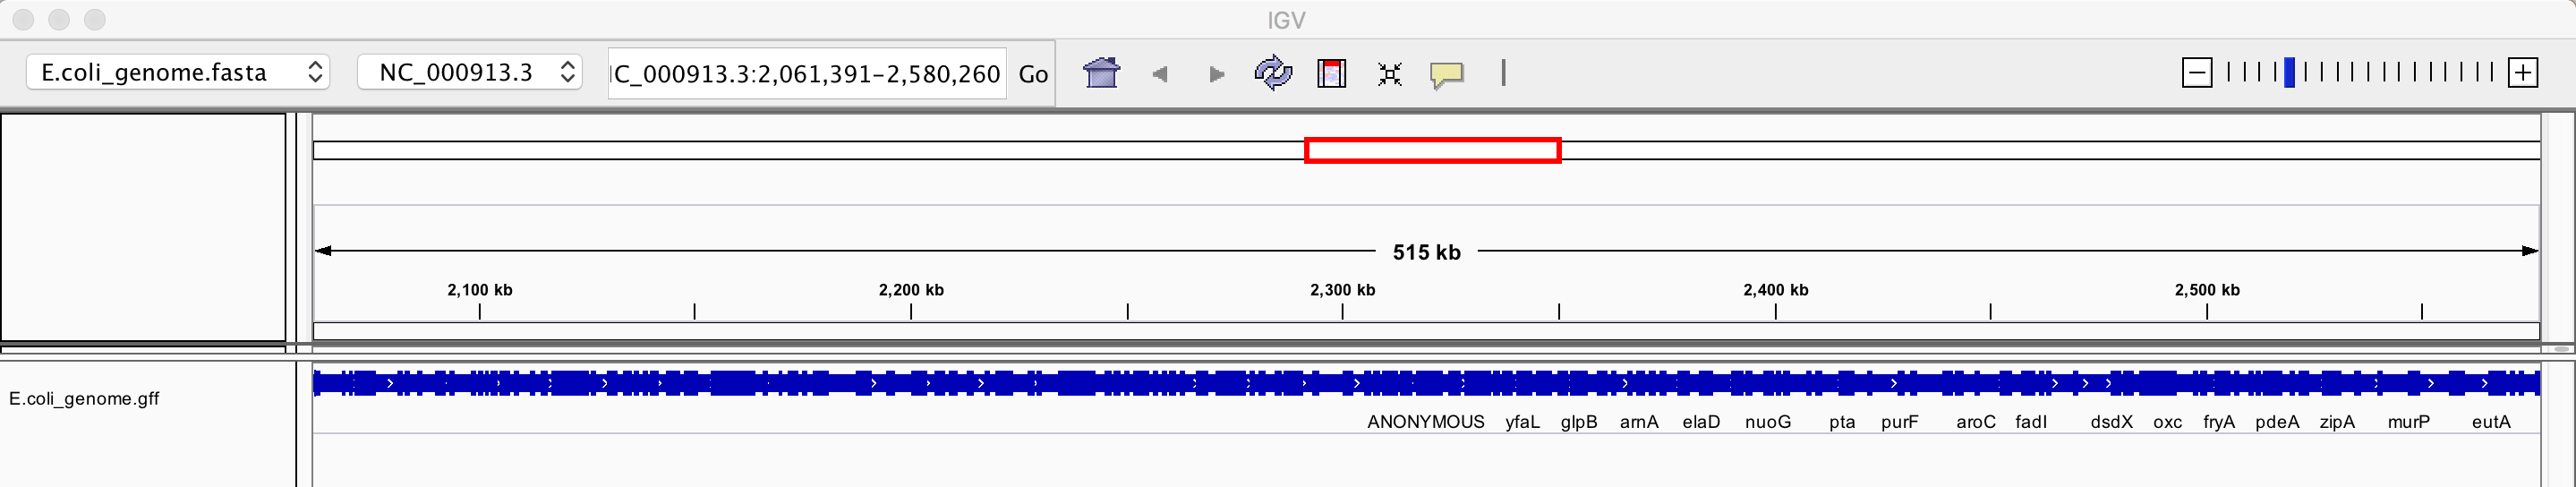 IGV
E.coli_genome.fasta NC_000913.3 C_000913.3:2,061,391-2,580,260 Go
515 kb
2,100 kb 2,200 kb 2,300 kb 2,400 kb 2,500 kb
E.coli_genome.gff
ANONYMOUS yfaL glpB arnA elaD nuoG pta purF aroC fadI dsdX oxc fryA pdeA zipA murP eutA